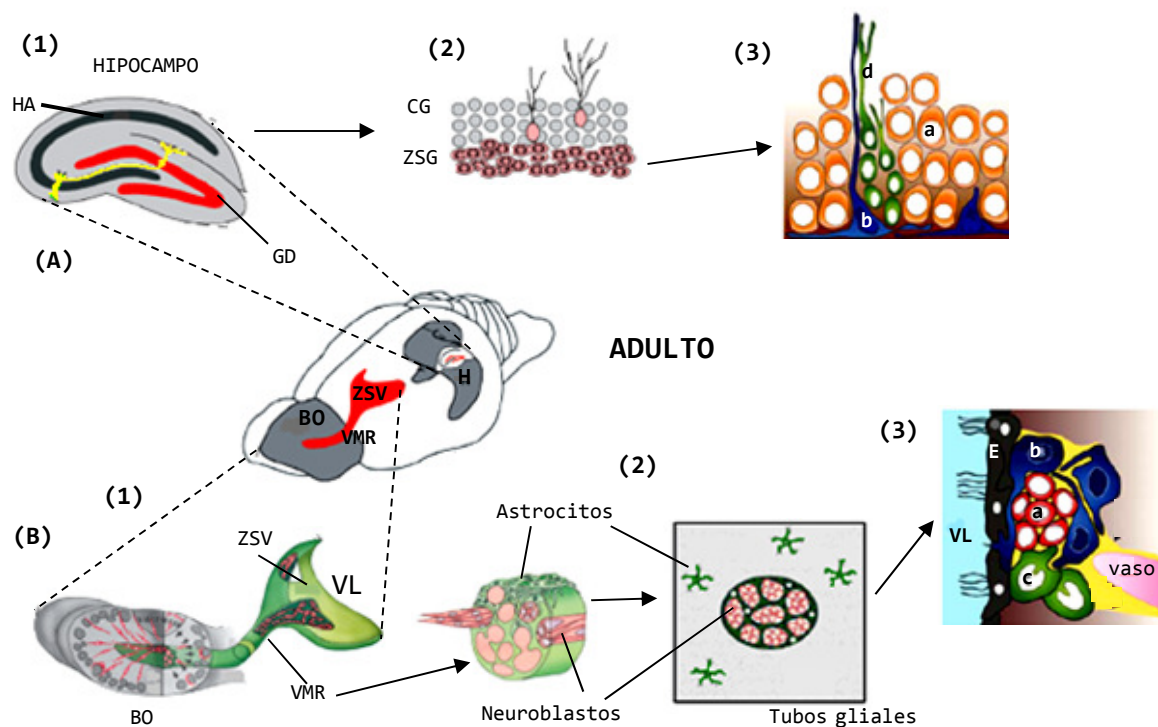 (1)
HIPOCAMPO
HA
GD
(A)
(2)
CG
ZSG
(3)
d
a
b
ADULTO
H
ZSV
BO
VMR
(1)
(B)
ZSV
VL
VMR
BO
(2)
Astrocitos
Neuroblastos
Tubos gliales
(3)
E
b
a
VL
c
vaso